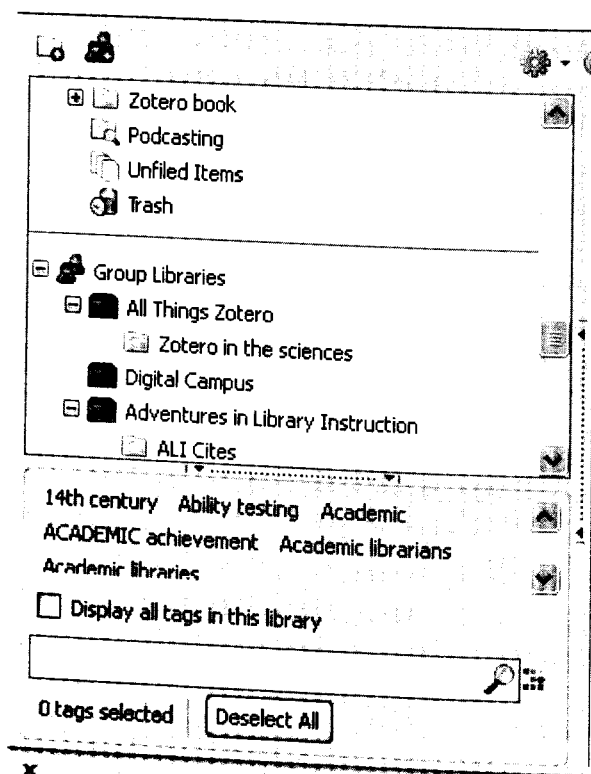 Zotero book
Podcasting
Unfiled Items
Trash
Group Libraries
All Things Zotero
Zotero in the sciences
Digital Campus
Adventures in Library Instruction
ALI Cites
14th century Ability testing Academic
ACADEMIC achievement Academic librarians
Academic libraries
Display all tags in this library
0 tags selected Deselect All